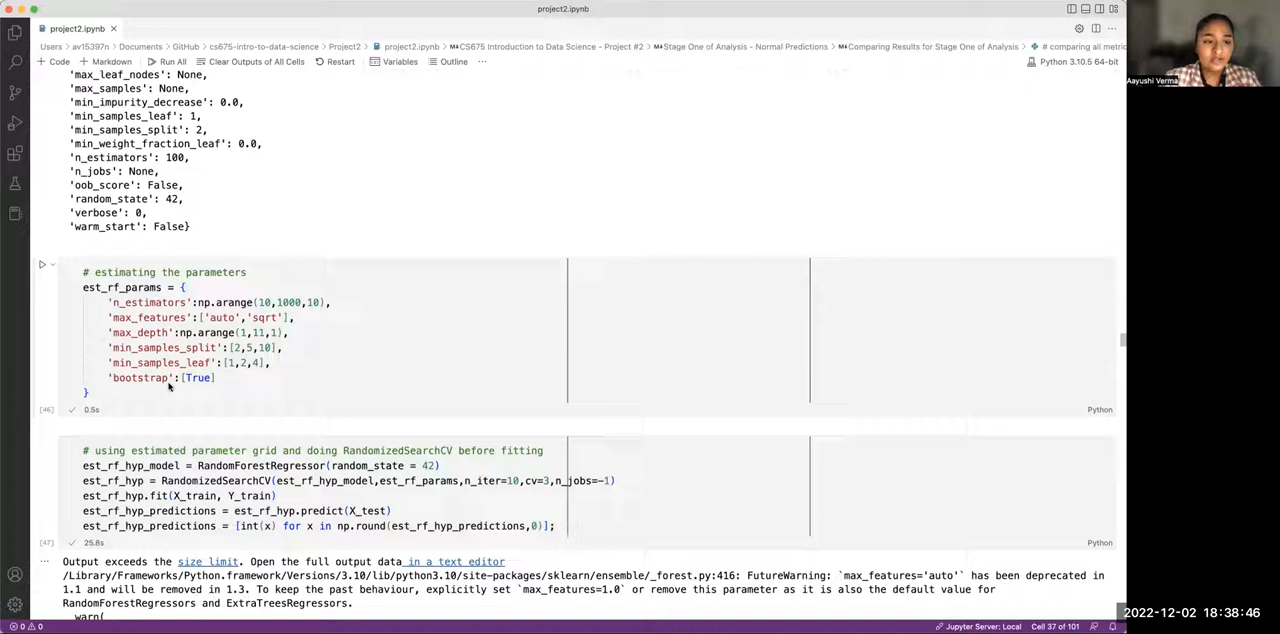 project2.ipynb
project2.ipynb
Users > av15397n > Documents > GitHub > cs675-intro-to-data-science > Project2 > project2.ipynb > M↓CS675 Introduction to Data Science - Project #2 > M↓Stage One of Analysis - Normal Predictions > M↓Comparing Results for Stage One of Analysis > # comparing all metric
+ Code + Markdown Run All Clear Outputs of All Cells Restart Variables Outline ... Python 3.10.5 64-bit
Aayushi Verma
'max_leaf_nodes': None,
'max_samples': None,
'min_impurity_decrease': 0.0,
'min_samples_leaf': 1,
'min_samples_split': 2,
'min_weight_fraction_leaf': 0.0,
'n_estimators': 100,
'n_jobs': None,
'oob_score': False,
'random_state': 42,
'verbose': 0,
'warm_start': False}
# estimating the parameters
est_rf_params = {
'n_estimators':np.arange(10,1000,10),
'max_features':['auto','sqrt'],
'max_depth':np.arange(1,11,1),
'min_samples_split':[2,5,10],
'min_samples_leaf':[1,2,4],
'bootstrap':[True]
}
[46] 0.5s Python
# using estimated parameter grid and doing RandomizedSearchCV before fitting
est_rf_hyp_model = RandomForestRegressor(random_state = 42)
est_rf_hyp = RandomizedSearchCV(est_rf_hyp_model,est_rf_params,n_iter=10,cv=3,n_jobs=-1)
est_rf_hyp.fit(X_train, Y_train)
est_rf_hyp_predictions = est_rf_hyp.predict(X_test)
est_rf_hyp_predictions = [int(x) for x in np.round(est_rf_hyp_predictions,0)];
[47] 25.8s Python
... Output exceeds the size limit. Open the full output data in a text editor
/Library/Frameworks/Python.framework/Versions/3.10/lib/python3.10/site-packages/sklearn/ensemble/_forest.py:416: FutureWarning: `max_features='auto'` has been deprecated in
1.1 and will be removed in 1.3. To keep the past behaviour, explicitly set `max_features=1.0` or remove this parameter as it is also the default value for
RandomForestRegressors and ExtraTreesRegressors.
warn(
2022-12-02 18:38:46
0 0 Jupyter Server: Local Cell 37 of 101